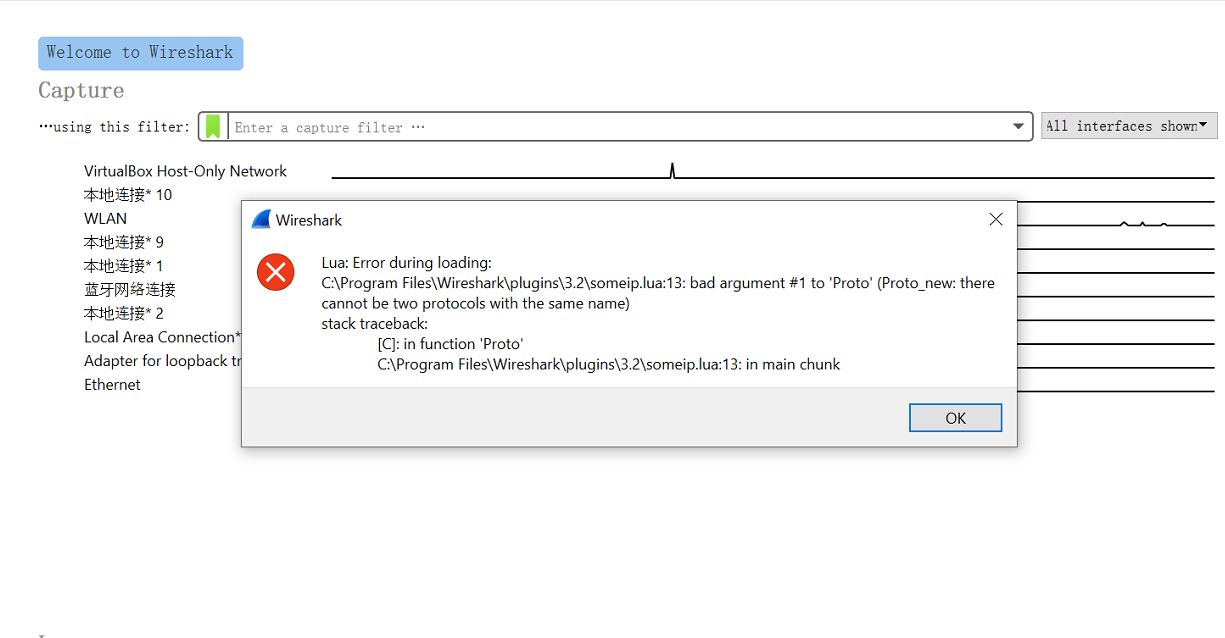 Welcome to Wireshark
Capture
…using this filter: Enter a capture filter … All interfaces shown
VirtualBox Host-Only Network
本地连接* 10
WLAN
本地连接* 9
本地连接* 1
蓝牙网络连接
本地连接* 2
Local Area Connection*
Adapter for loopback tr
Ethernet
Wireshark
Lua: Error during loading:
C:\Program Files\Wireshark\plugins\3.2\someip.lua:13: bad argument #1 to 'Proto' (Proto_new: there
cannot be two protocols with the same name)
stack traceback:
[C]: in function 'Proto'
C:\Program Files\Wireshark\plugins\3.2\someip.lua:13: in main chunk
OK